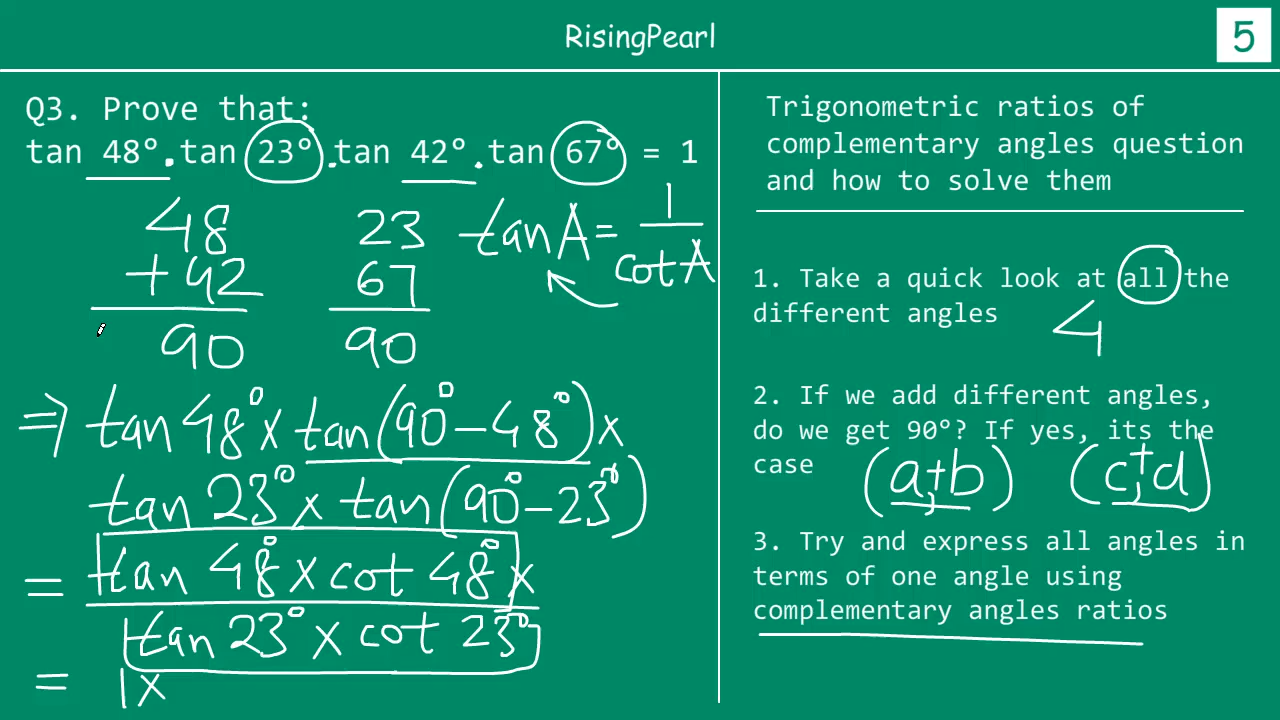 RisingPearl
5
Q3. Prove that:
tan 48°.tan 23°.tan 42°.tan 67° = 1
48
+42
90
23
67
90
tanA = 1/cotA
⇒ tan 48° × tan(90° – 48°) ×
tan 23° × tan(90° – 23°)
= tan 48° × cot 48° ×
tan 23° × cot 23°
= 1 ×
Trigonometric ratios of
complementary angles question
and how to solve them
1. Take a quick look at all the
different angles
4
2. If we add different angles,
do we get 90°? If yes, its the
case
(a+b) (c+d)
3. Try and express all angles in
terms of one angle using
complementary angles ratios